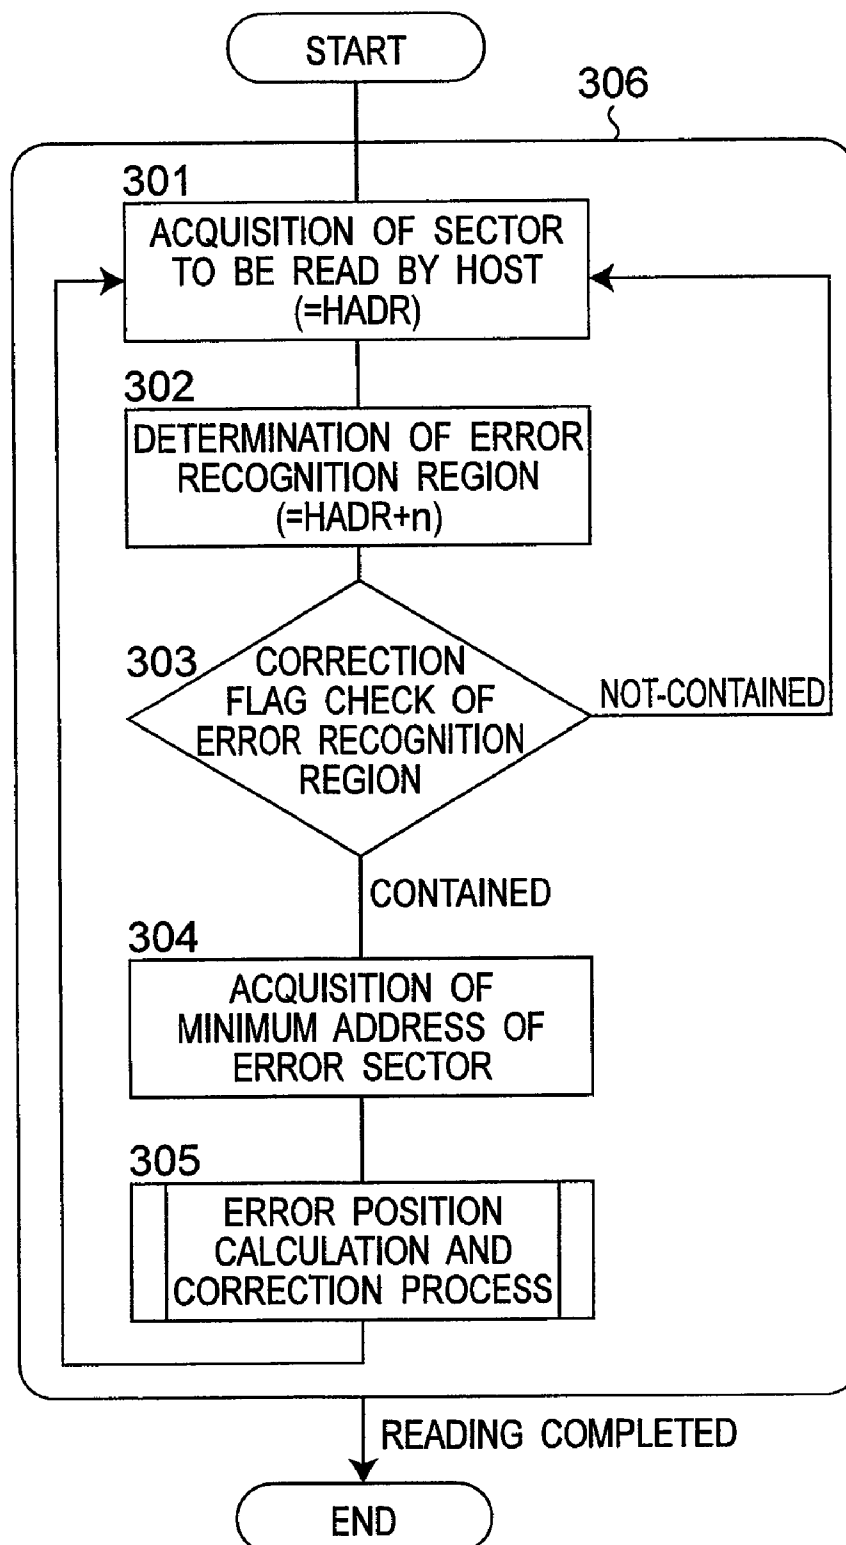 START
306
301
ACQUISITION OF SECTOR
TO BE READ BY HOST
(=HADR)
302
DETERMINATION OF ERROR
RECOGNITION REGION
(=HADR+n)
303
CORRECTION
FLAG CHECK OF
ERROR RECOGNITION
REGION
NOT-CONTAINED
CONTAINED
304
ACQUISITION OF
MINIMUM ADDRESS OF
ERROR SECTOR
305
ERROR POSITION
CALCULATION AND
CORRECTION PROCESS
READING COMPLETED
END